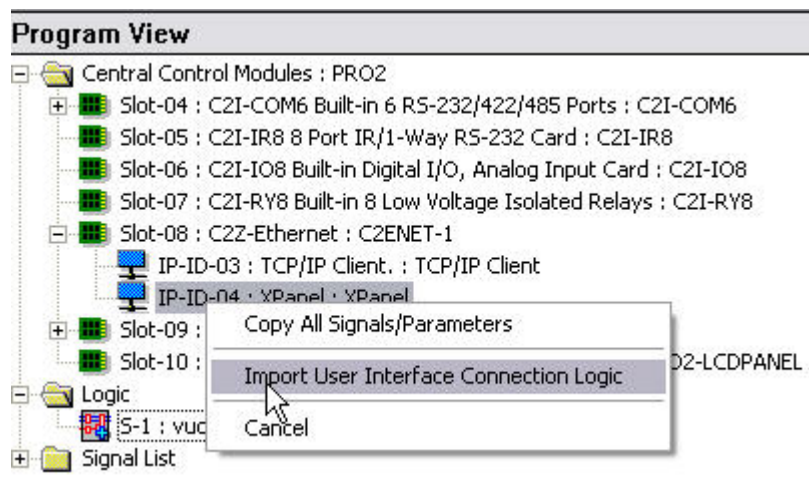 Program View
Central Control Modules : PRO2
Slot-04 : C2I-COM6 Built-in 6 RS-232/422/485 Ports : C2I-COM6
Slot-05 : C2I-IR8 8 Port IR/1-Way RS-232 Card : C2I-IR8
Slot-06 : C2I-IO8 Built-in Digital I/O, Analog Input Card : C2I-IO8
Slot-07 : C2I-RY8 Built-in 8 Low Voltage Isolated Relays : C2I-RY8
Slot-08 : C2Z-Ethernet : C2ENET-1
IP-ID-03 : TCP/IP Client. : TCP/IP Client
IP-ID-04 : XPanel : XPanel
Slot-09 :
Copy All Signals/Parameters
Slot-10 : O2-LCDPANEL
Import User Interface Connection Logic
Logic
S-1 : vuc
Cancel
Signal List